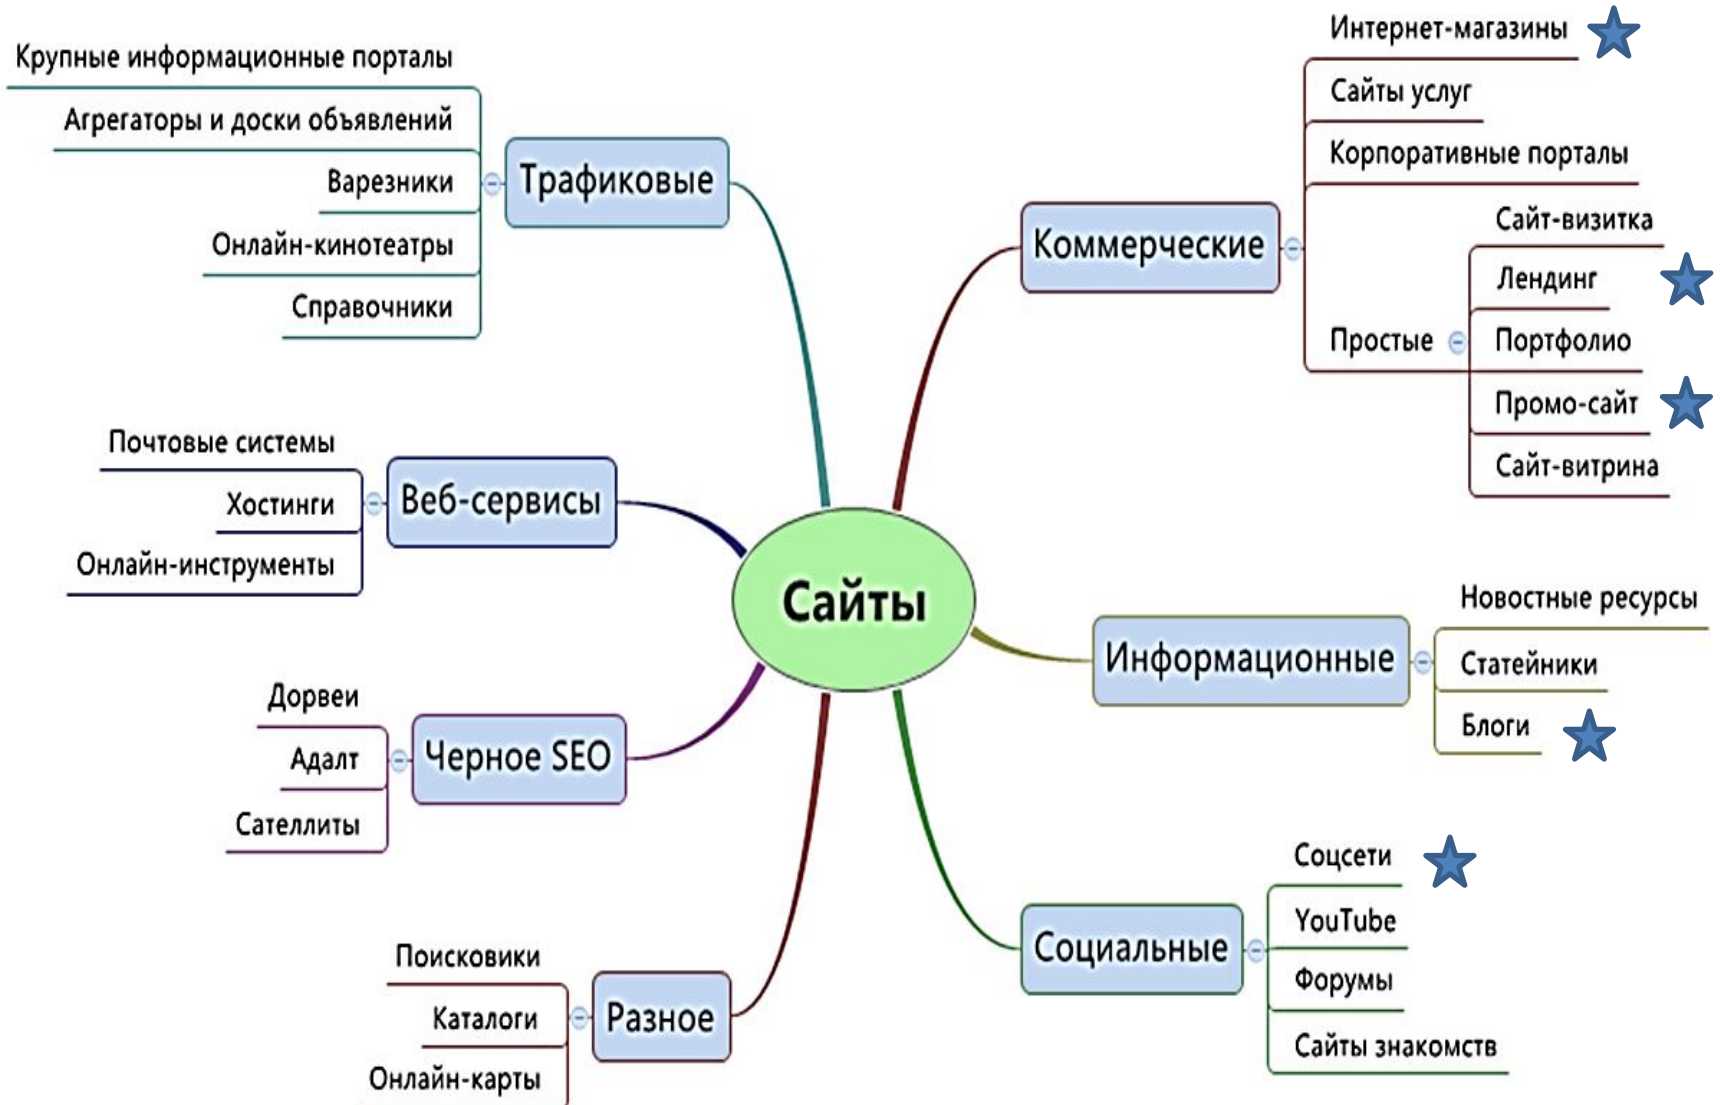 Крупные информационные порталы
Агрегаторы и доски объявлений
Варезники
Онлайн-кинотеатры
Справочники
Трафиковые
Почтовые системы
Хостинги
Онлайн-инструменты
Веб-сервисы
Дорвеи
Адалт
Сателлиты
Черное SEO
Поисковики
Каталоги
Онлайн-карты
Разное
Сайты
Коммерческие
Интернет-магазины
Сайты услуг
Корпоративные порталы
Простые
Сайт-визитка
Лендинг
Портфолио
Промо-сайт
Сайт-витрина
Информационные
Новостные ресурсы
Статейники
Блоги
Социальные
Соцсети
YouTube
Форумы
Сайты знакомств